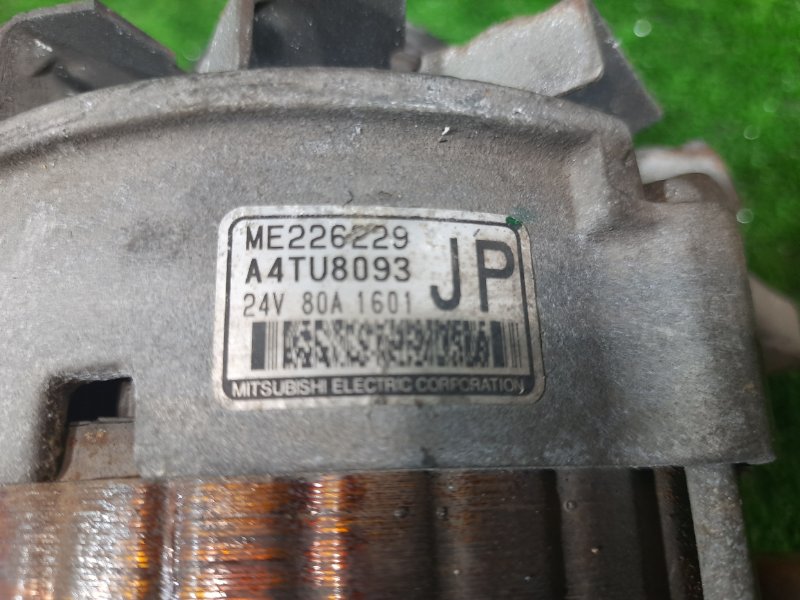 ME226229
A4TU8093
JP
24V 80A 1601
MITSUBISHI ELECTRIC CORPORATION